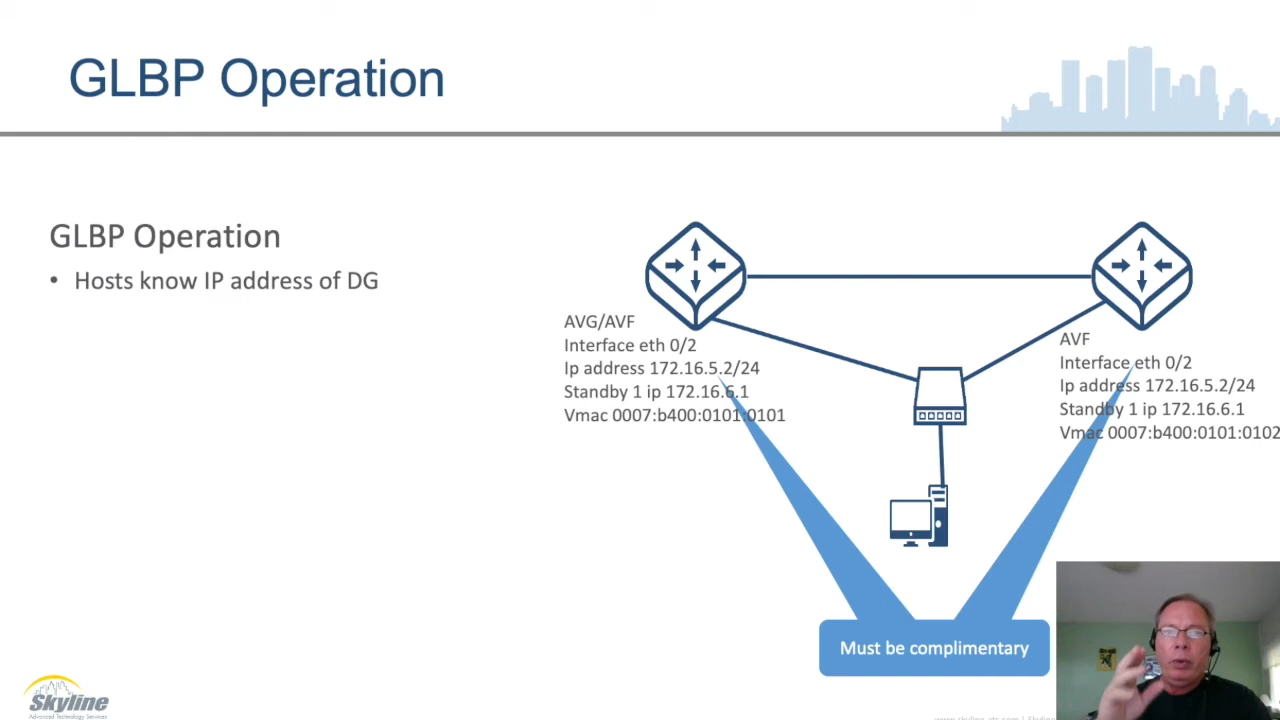 GLBP Operation
GLBP Operation
• Hosts know IP address of DG
AVG/AVF
Interface eth 0/2
Ip address 172.16.5.2/24
Standby 1 ip 172.16.6.1
Vmac 0007:b400:0101:0101
AVF
Interface eth 0/2
Ip address 172.16.5.2/24
Standby 1 ip 172.16.6.1
Vmac 0007:b400:0101:0102
Must be complimentary
Skyline
Advanced Technology Services